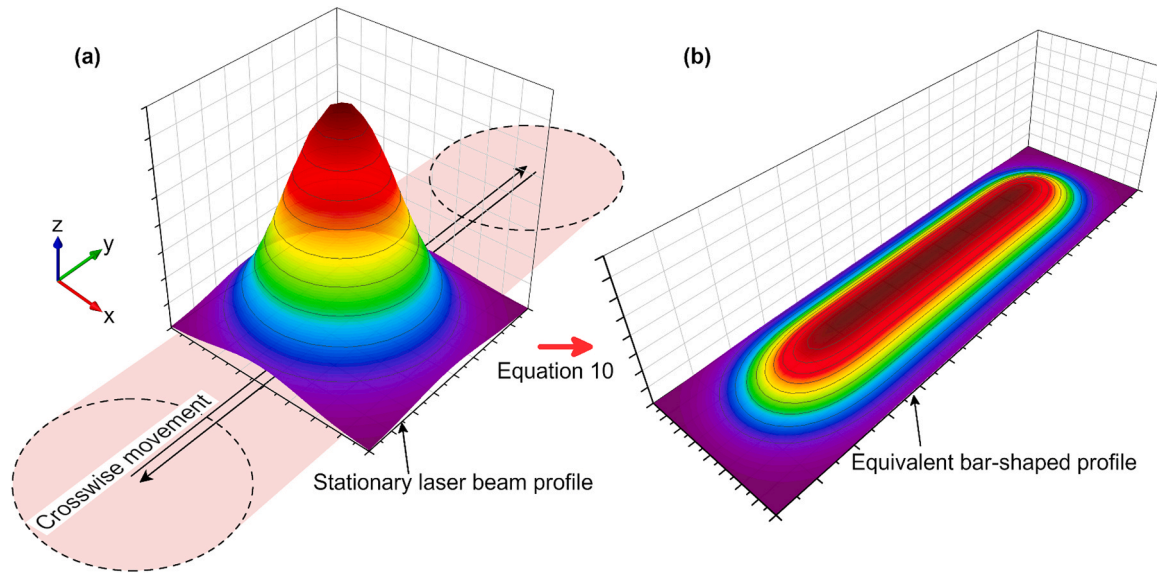 (a)
(b)
z
y
x
Crosswise movement
Stationary laser beam profile
Equation 10
Equivalent bar-shaped profile